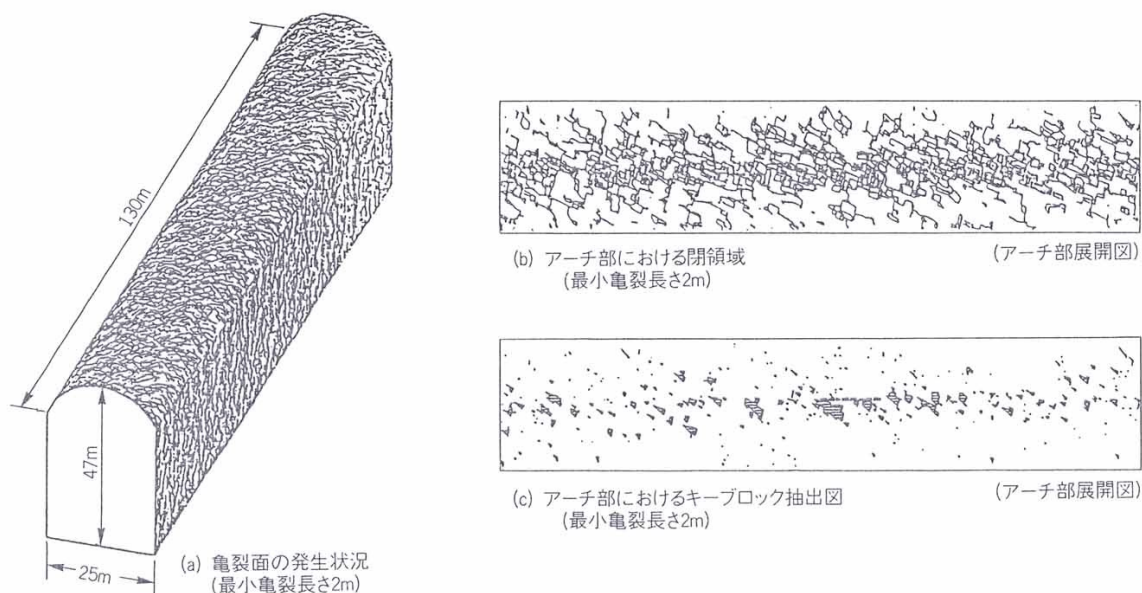 130m
47m
25m
(a) 亀裂面の発生状況
(最小亀裂長さ2m)
(b) アーチ部における閉領域
(最小亀裂長さ2m)
(アーチ部展開図)
(c) アーチ部におけるキーブロック抽出図
(最小亀裂長さ2m)
(アーチ部展開図)